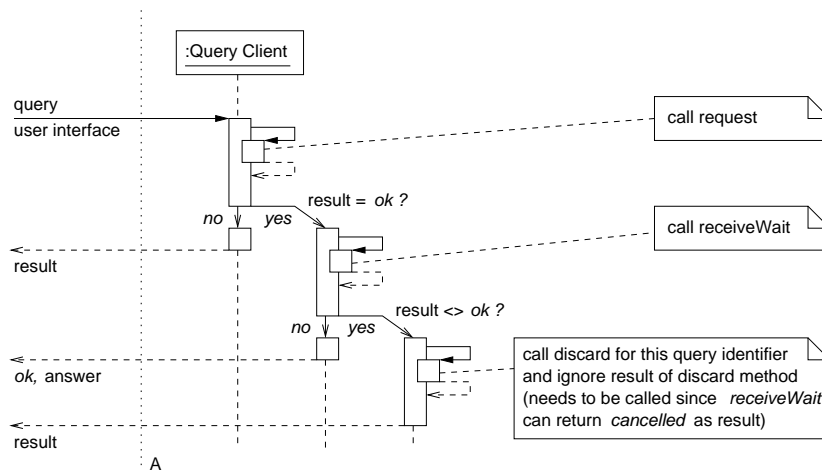 :Query Client
query
user interface
call request
result = ok ?
no yes
call receiveWait
result
result <> ok ?
no yes
call discard for this query identifier
and ignore result of discard method
(needs to be called since receiveWait
can return cancelled as result)
ok, answer
result
A